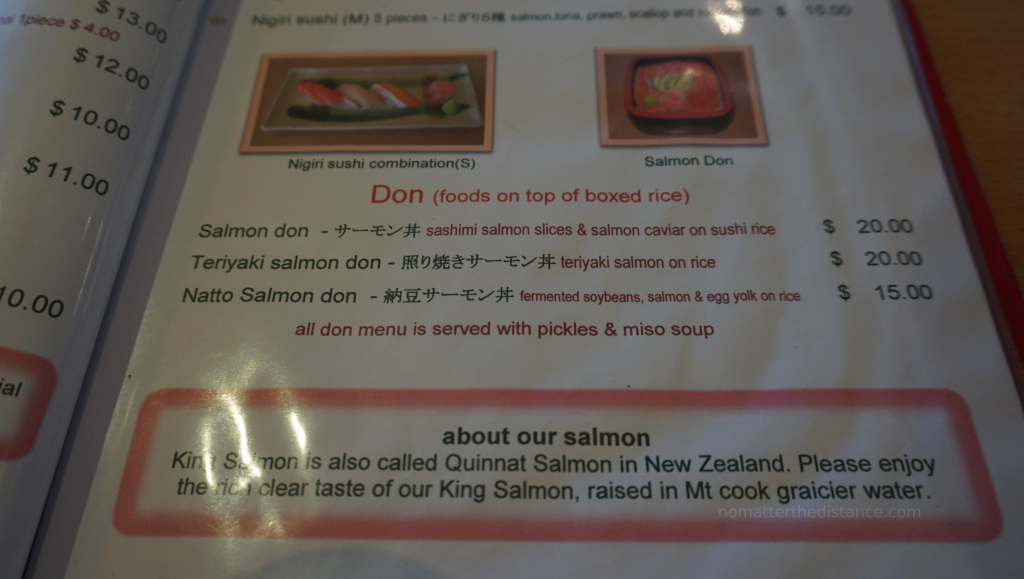 $ 13.00
1piece $ 4.00
$ 12.00
$ 10.00
$ 11.00
10.00
ial
Nigiri sushi (M) 5 pieces - にぎり5種 salmon,tuna, prawn, scallop and $ 15.00
Nigiri sushi combination(S)
Salmon Don
Don (foods on top of boxed rice)
Salmon don - サーモン丼 sashimi salmon slices & salmon caviar on sushi rice $ 20.00
Teriyaki salmon don - 照り焼きサーモン丼 teriyaki salmon on rice $ 20.00
Natto Salmon don - 納豆サーモン丼 fermented soybeans, salmon & egg yolk on rice $ 15.00
all don menu is served with pickles & miso soup
about our salmon
King Salmon is also called Quinnat Salmon in New Zealand. Please enjoy
the rich clear taste of our King Salmon, raised in Mt cook graicier water.
nomatterthedistance.com